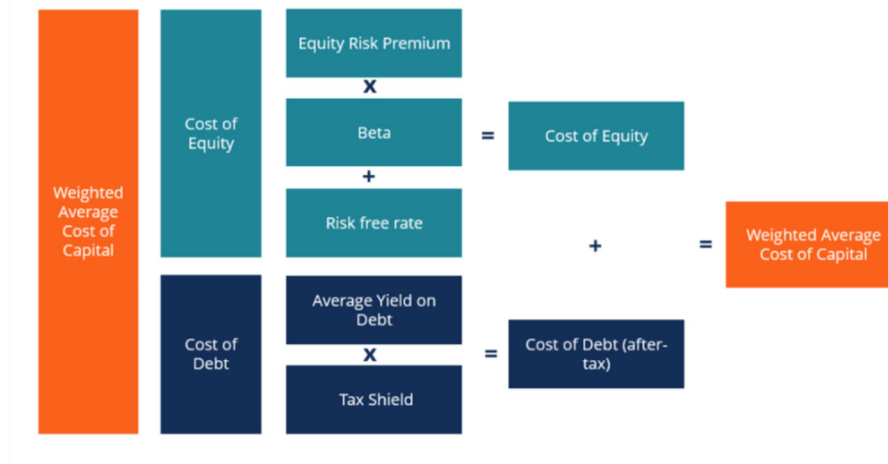 Weighted
Average
Cost of
Capital
Cost of
Equity
Equity Risk Premium
x
Beta
+
Risk free rate
=
Cost of Equity
Cost of
Debt
Average Yield on
Debt
x
Tax Shield
=
Cost of Debt (after-
tax)
+
=
Weighted Average
Cost of Capital